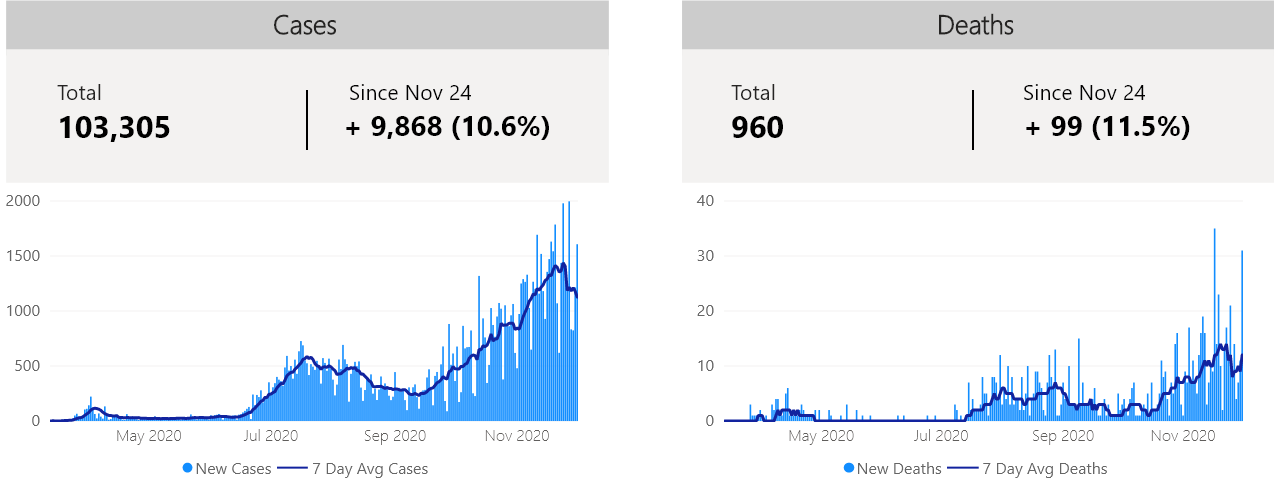 Cases
Total
Since Nov 24
103,305
+ 9,868 (10.6%)
2000
1500
1000
500
0
May 2020 Jul 2020 Sep 2020 Nov 2020
New Cases 7 Day Avg Cases
Deaths
Total
Since Nov 24
960
+ 99 (11.5%)
40
30
20
10
0
May 2020 Jul 2020 Sep 2020 Nov 2020
New Deaths 7 Day Avg Deaths